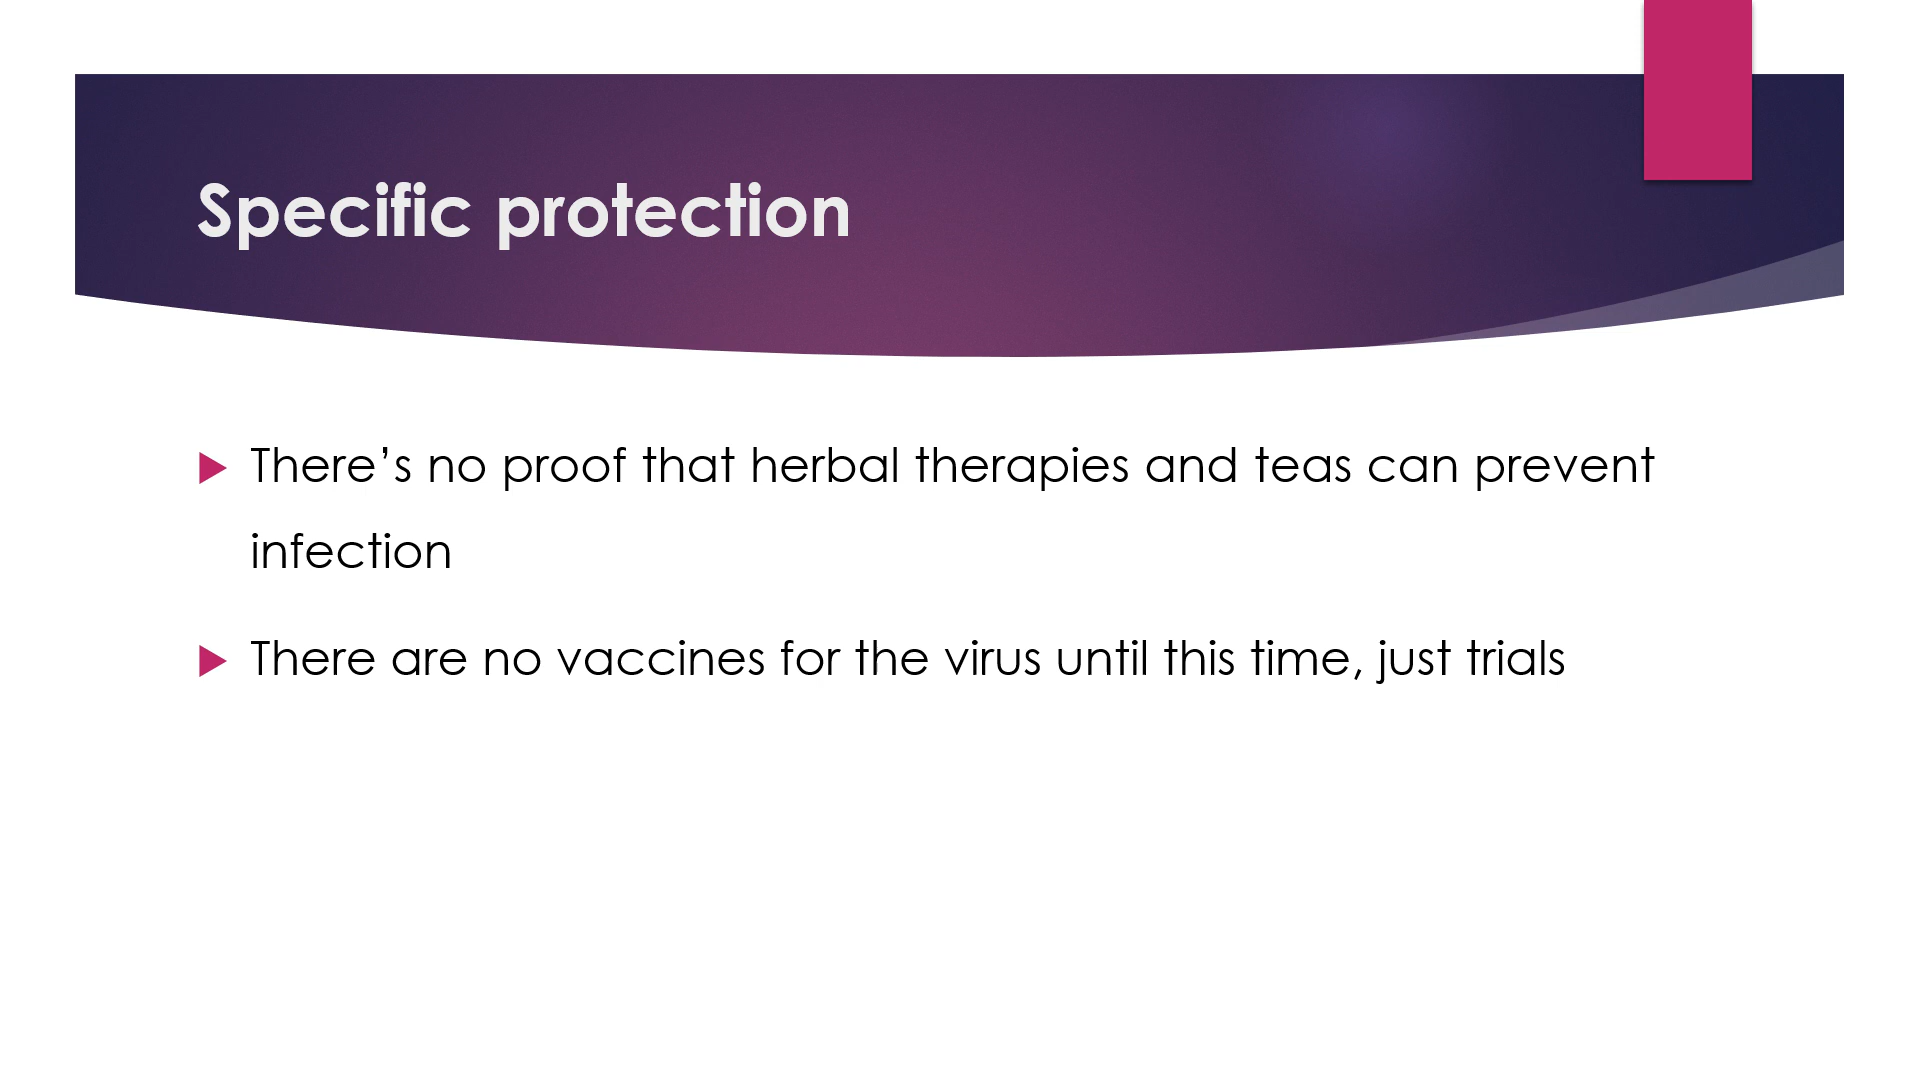 Specific protection
There’s no proof that herbal therapies and teas can prevent
infection
There are no vaccines for the virus until this time, just trials